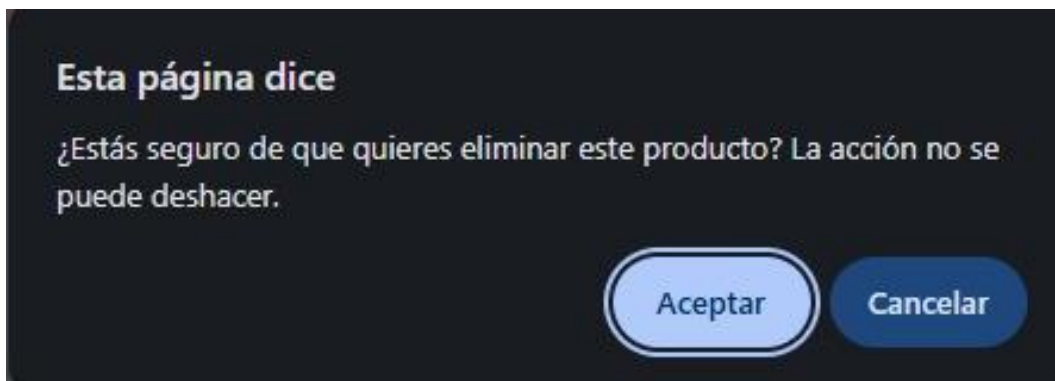 Esta página dice
¿Estás seguro de que quieres eliminar este producto? La acción no se
puede deshacer.
Aceptar Cancelar